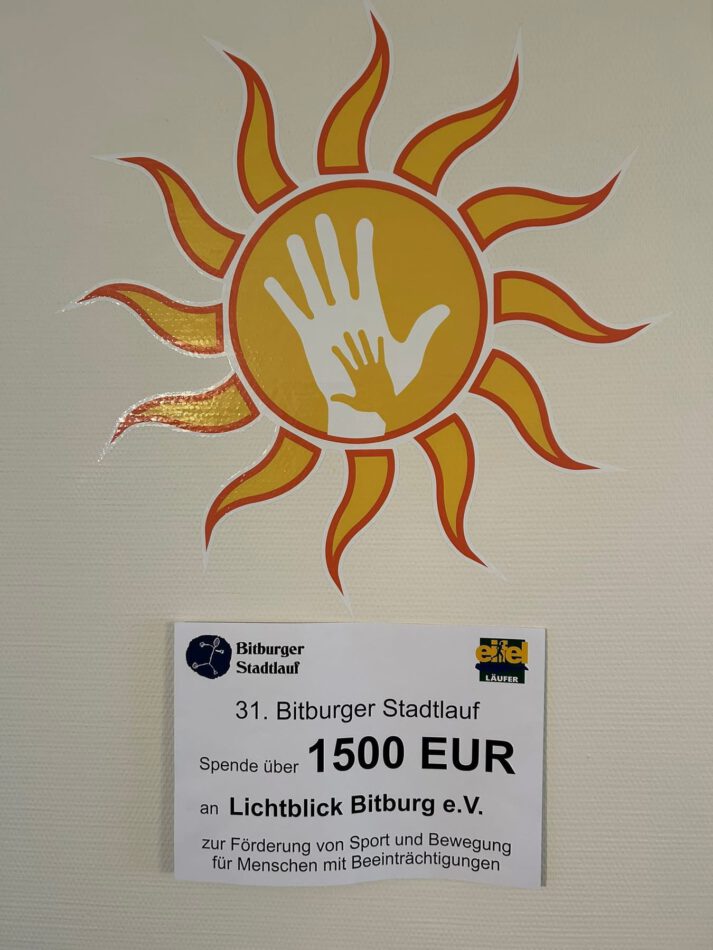 Bitburger
Stadtlauf
eifel
LÄUFER
31. Bitburger Stadtlauf
Spende über 1500 EUR
an Lichtblick Bitburg e.V.
zur Förderung von Sport und Bewegung
für Menschen mit Beeinträchtigungen